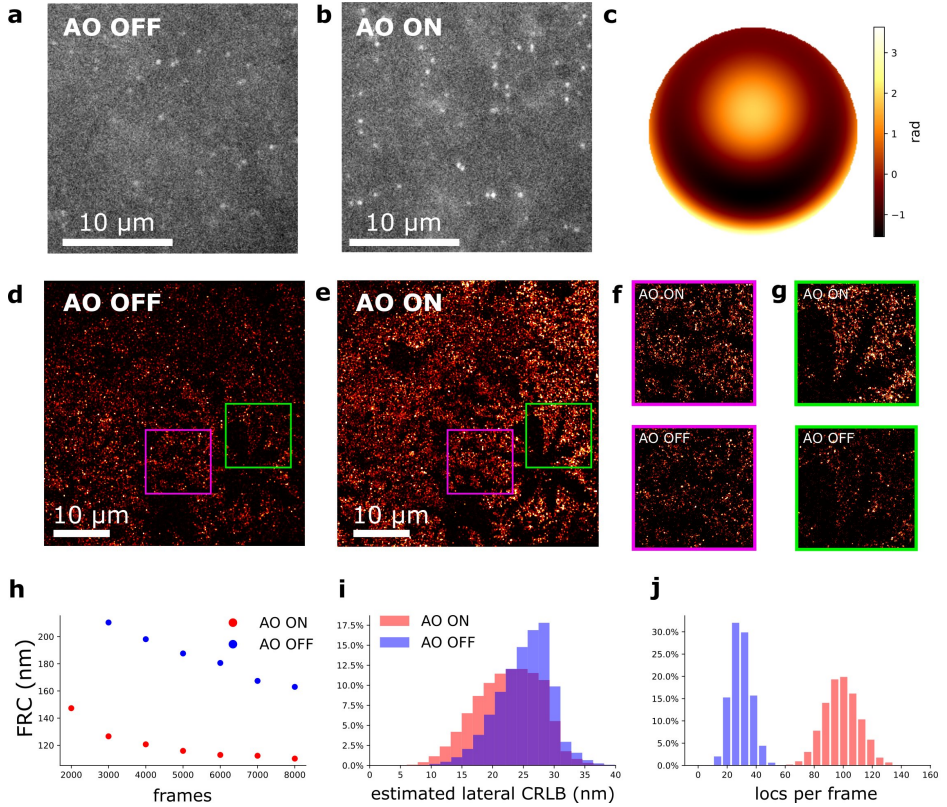 a
AO OFF
10 μm
b
AO ON
10 μm
c
3
2
1
0
−1
rad
d
AO OFF
10 μm
e
AO ON
10 μm
f
AO ON
AO OFF
g
AO ON
AO OFF
h
AO ON
AO OFF
FRC (nm)
200
180
160
140
120
2000 3000 4000 5000 6000 7000 8000
frames
i
AO ON
AO OFF
17.5%
15.0%
12.5%
10.0%
7.5%
5.0%
2.5%
0.0%
0 5 10 15 20 25 30 35 40
estimated lateral CRLB (nm)
j
30.0%
25.0%
20.0%
15.0%
10.0%
5.0%
0.0%
0 20 40 60 80 100 120 140 160
locs per frame